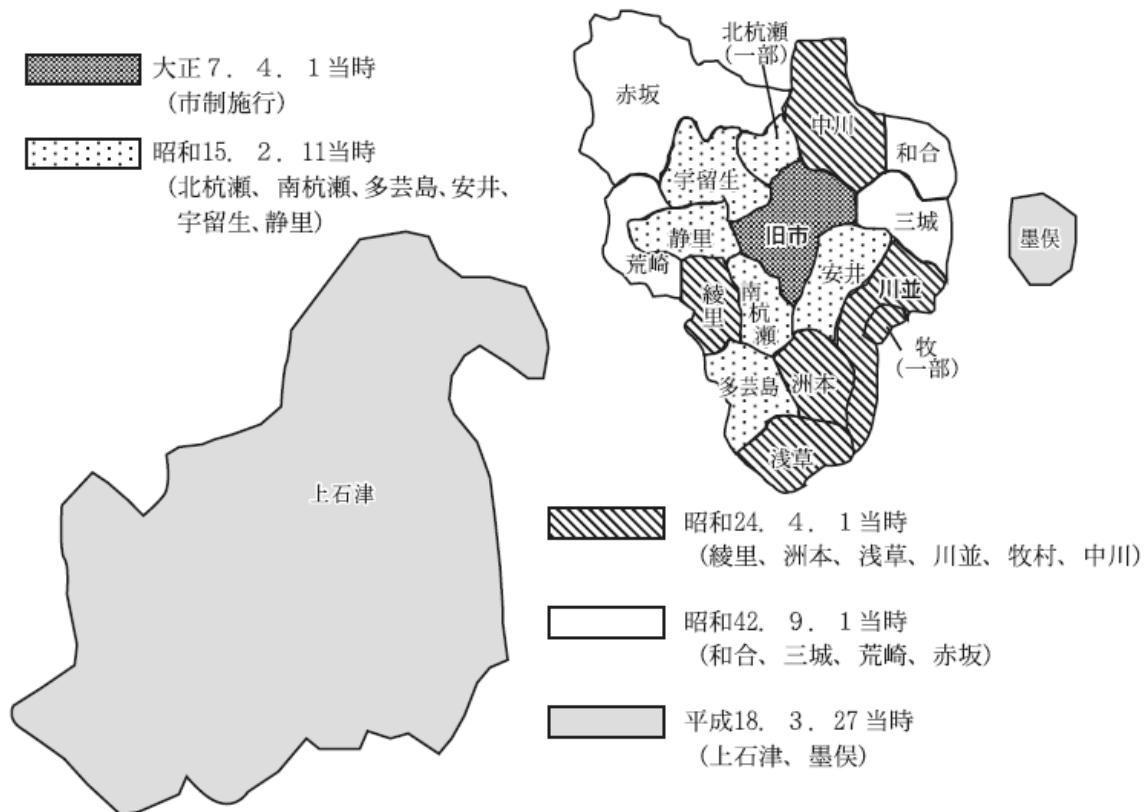 大正7. 4. 1当時
(市制施行)
昭和15. 2. 11当時
(北杭瀬、南杭瀬、多芸島、安井、
宇留生、静里)
北杭瀬
(一部)
赤坂
中川
和合
宇留生
三城
墨俣
旧市
静里
荒崎
安井
川並
綾里
南杭瀬
牧
(一部)
多芸島
洲本
浅草
上石津
昭和24. 4. 1当時
(綾里、洲本、浅草、川並、牧村、中川)
昭和42. 9. 1当時
(和合、三城、荒崎、赤坂)
平成18. 3. 27当時
(上石津、墨俣)